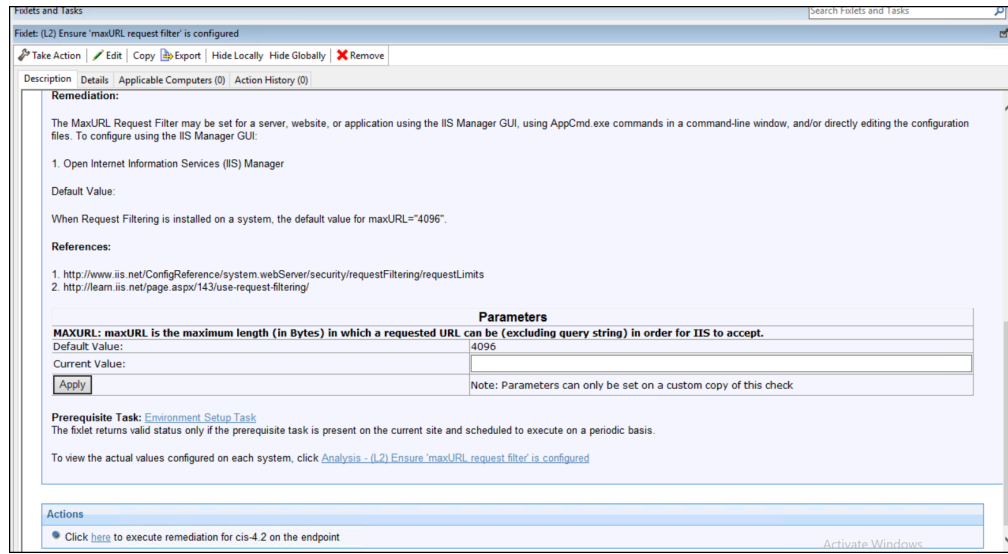 Fixlets and Tasks
Search Fixlets and Tasks
Fixlet: (L2) Ensure 'maxURL request filter' is configured
Take Action Edit Copy Export Hide Locally Hide Globally Remove
Description Details Applicable Computers (0) Action History (0)
Remediation:
The MaxURL Request Filter may be set for a server, website, or application using the IIS Manager GUI, using AppCmd.exe commands in a command-line window, and/or directly editing the configuration
files. To configure using the IIS Manager GUI:
1. Open Internet Information Services (IIS) Manager
Default Value:
When Request Filtering is installed on a system, the default value for maxURL="4096".
References:
1. http://www.iis.net/ConfigReference/system.webServer/security/requestFiltering/requestLimits
2. http://learn.iis.net/page.aspx/143/use-request-filtering/
Parameters
MAXURL: maxURL is the maximum length (in Bytes) in which a requested URL can be (excluding query string) in order for IIS to accept.
Default Value: 4096
Current Value:
Apply Note: Parameters can only be set on a custom copy of this check
Prerequisite Task: Environment Setup Task
The fixlet returns valid status only if the prerequisite task is present on the current site and scheduled to execute on a periodic basis.
To view the actual values configured on each system, click Analysis - (L2) Ensure 'maxURL request filter' is configured
Actions
Click here to execute remediation for cis-4.2 on the endpoint
Activate Windows